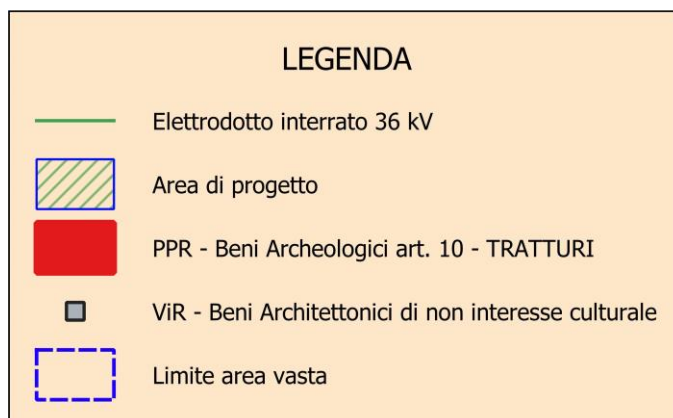 LEGENDA
Elettrodotto interrato 36 kV
Area di progetto
PPR - Beni Archeologici art. 10 - TRATTURI
ViR - Beni Architettonici di non interesse culturale
Limite area vasta